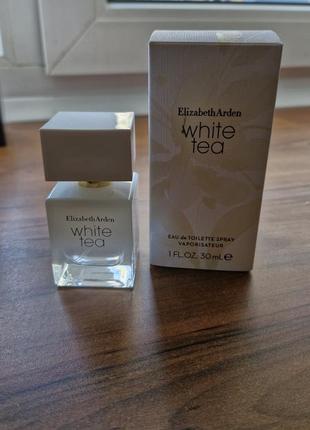 Elizabeth Arden
white
tea
Elizabeth Arden
white
tea
EAU de TOILETTE SPRAY
VAPORISATEUR
1 FL.OZ. 30 mL e